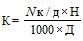 К = Nк / д × Н
1000 × Д